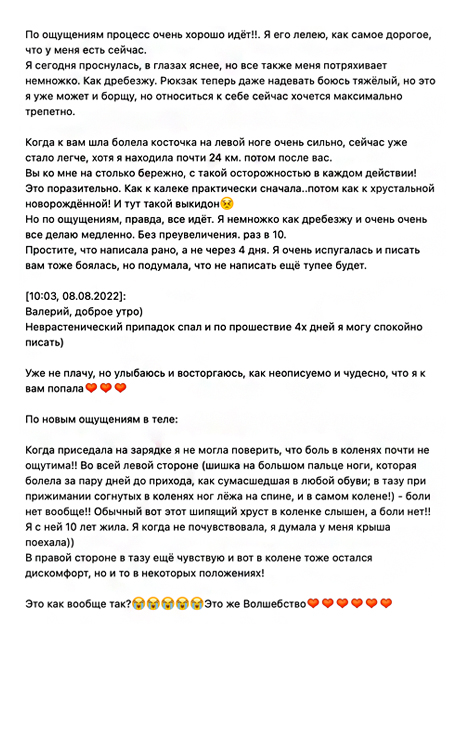 По ощущениям процесс очень хорошо идёт!!. Я его лелею, как самое дорогое,
что у меня есть сейчас.
Я сегодня проснулась, в глазах яснее, но все также меня потряхивает
немножко. Как дребезжу. Рюкзак теперь даже надевать боюсь тяжёлый, но это
я уже может и борщу, но относиться к себе сейчас хочется максимально
трепетно.
Когда к вам шла болела косточка на левой ноге очень сильно, сейчас уже
стало легче, хотя я находила почти 24 км. потом после вас.
Вы ко мне на столько бережно, с такой осторожностью в каждом действии!
Это поразительно. Как к калеке практически сначала..потом как к хрустальной
новорождённой! И тут такой выкидон😣
Но по ощущениям, правда, все идет. Я немножко как дребезжу и очень очень
все делаю медленно. Без преувеличения. раз в 10.
Простите, что написала рано, а не через 4 дня. Я очень испугалась и писать
вам тоже боялась, но подумала, что не написать ещё тупее будет.
[10:03, 08.08.2022]:
Валерий, доброе утро)
Неврастенический припадок спал и по прошествие 4х дней я могу спокойно
писать)
Уже не плачу, но улыбаюсь и восторгаюсь, как неописуемо и чудесно, что я к
вам попала❤️❤️❤️
По новым ощущениям в теле:
Когда приседала на зарядке я не могла поверить, что боль в коленях почти не
ощутима!! Во всей левой стороне (шишка на большом пальце ноги, которая
болела за пару дней до прихода, как сумасшедшая в любой обуви; в тазу при
прижимании согнутых в коленях ног лёжа на спине, и в самом колене!) - боли
нет вообще!! Обычный вот этот шипящий хруст в коленке слышен, а боли нет!!
Я с ней 10 лет жила. Я когда не почувствовала, я думала у меня крыша
поехала))
В правой стороне в тазу ещё чувствую и вот в колене тоже остался
дискомфорт, но и то в некоторых положениях!
Это как вообще так?😭😭😭😭😭Это же Волшебство❤️❤️❤️❤️❤️❤️